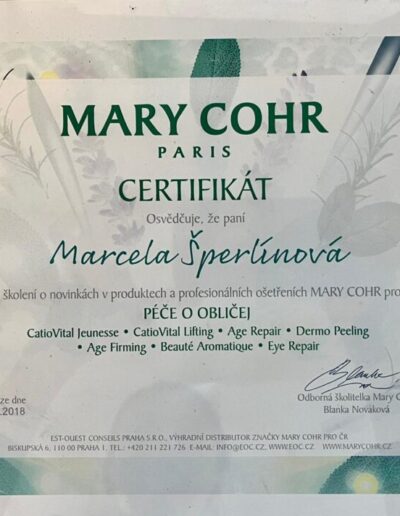 MARY COHR
PARIS
CERTIFIKÁT
Osvědčuje, že paní
Marcela Šperlínová
školení o novinkách v produktech a profesionálních ošetřeních MARY COHR pro
PÉČE O OBLIČEJ
CatioVital Jeunesse • CatioVital Lifting • Age Repair • Dermo Peeling
• Age Firming • Beauté Aromatique • Eye Repair
ze dne
.2018
Blanka
Odborná školitelka Mary C
Blanka Nováková
EST-OUEST CONSEILS PRAHA S.R.O., VÝHRADNÍ DISTRIBUTOR ZNAČKY MARY COHR PRO ČR
BISKUPSKÁ 6, 110 00 PRAHA 1, TEL.: +420 211 221 726 E-MAIL: INFO@EOC.CZ, WWW.EOC.CZ WWW.MARYCOHR.CZ